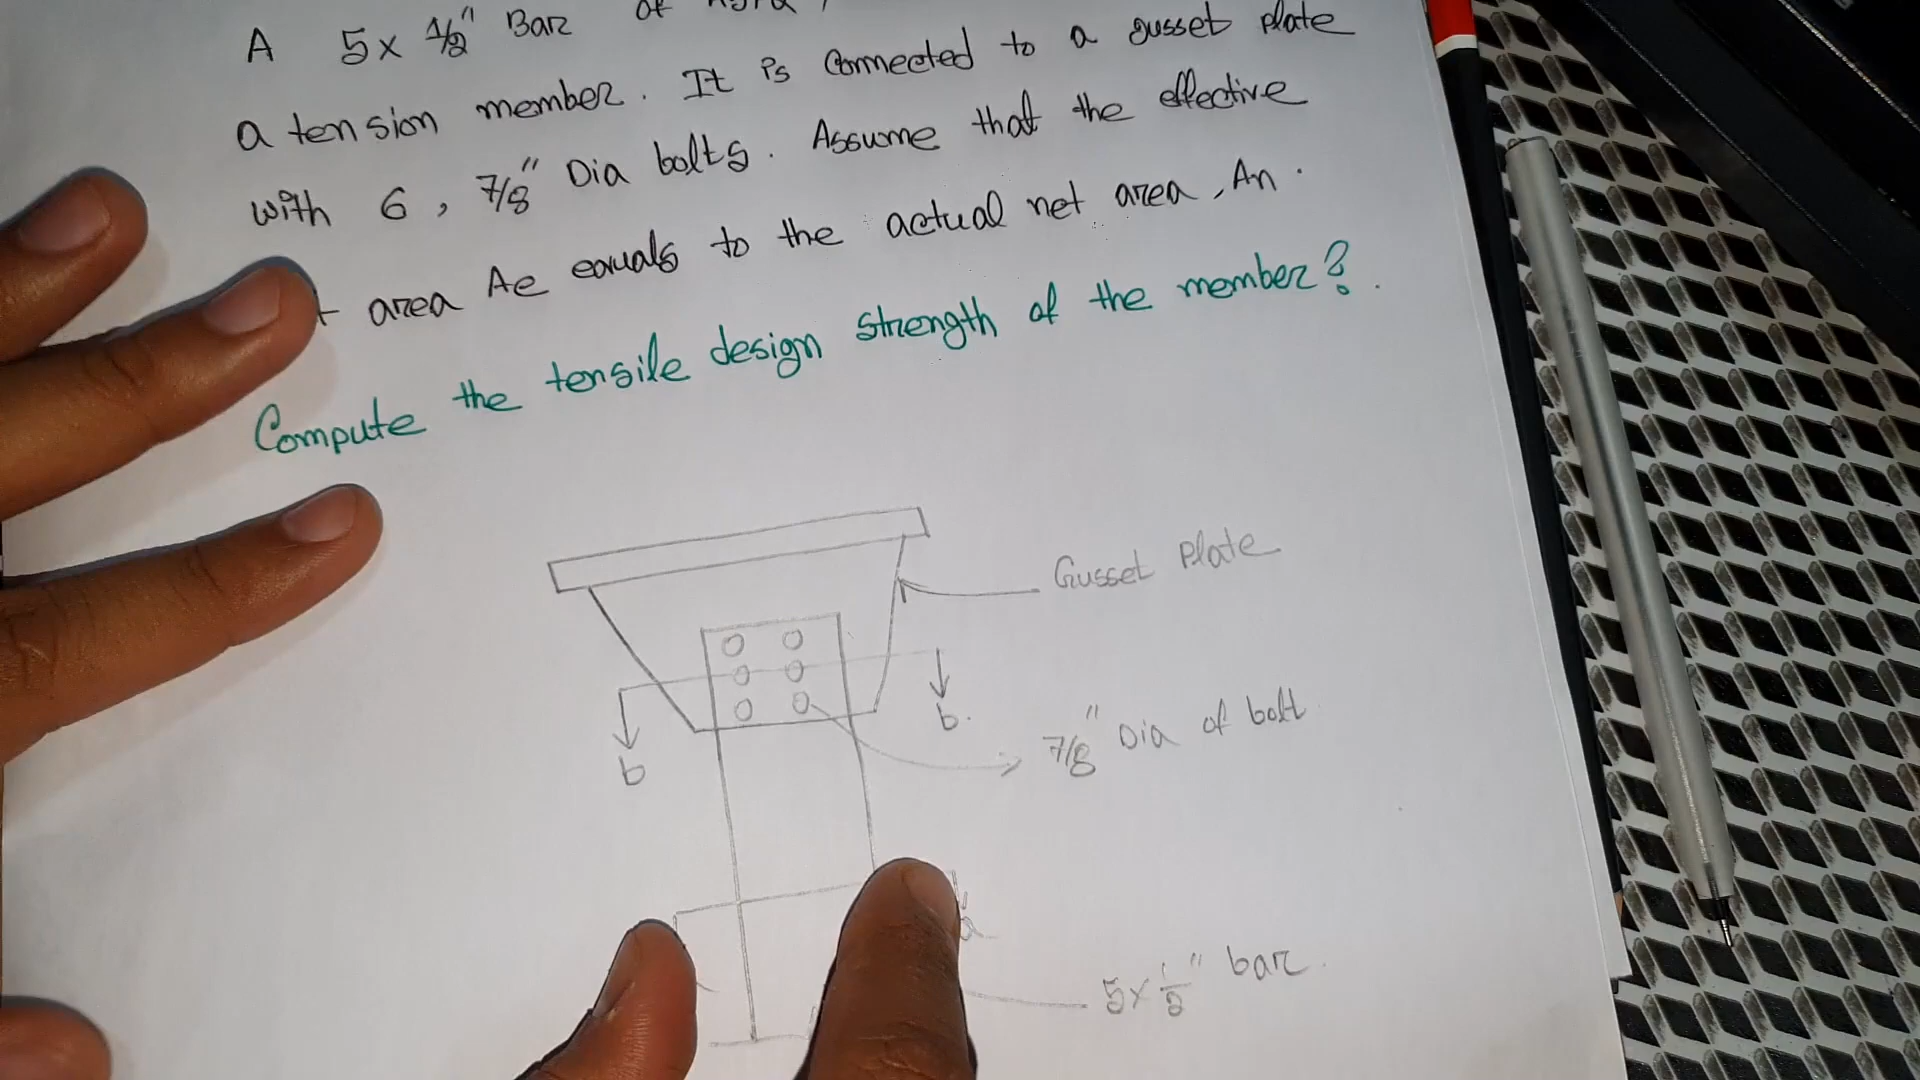 A 5x 1/2" Bar of
a tension member. It is connected to a gusset plate
with 6, 7/8" Dia bolts. Assume that the effective
area Ae equals to the actual net area, An.
Compute the tensile design strength of the member?.
Gusset Plate
b
b.
7/8" Dia of bolt
a
5x 1/2" bar.